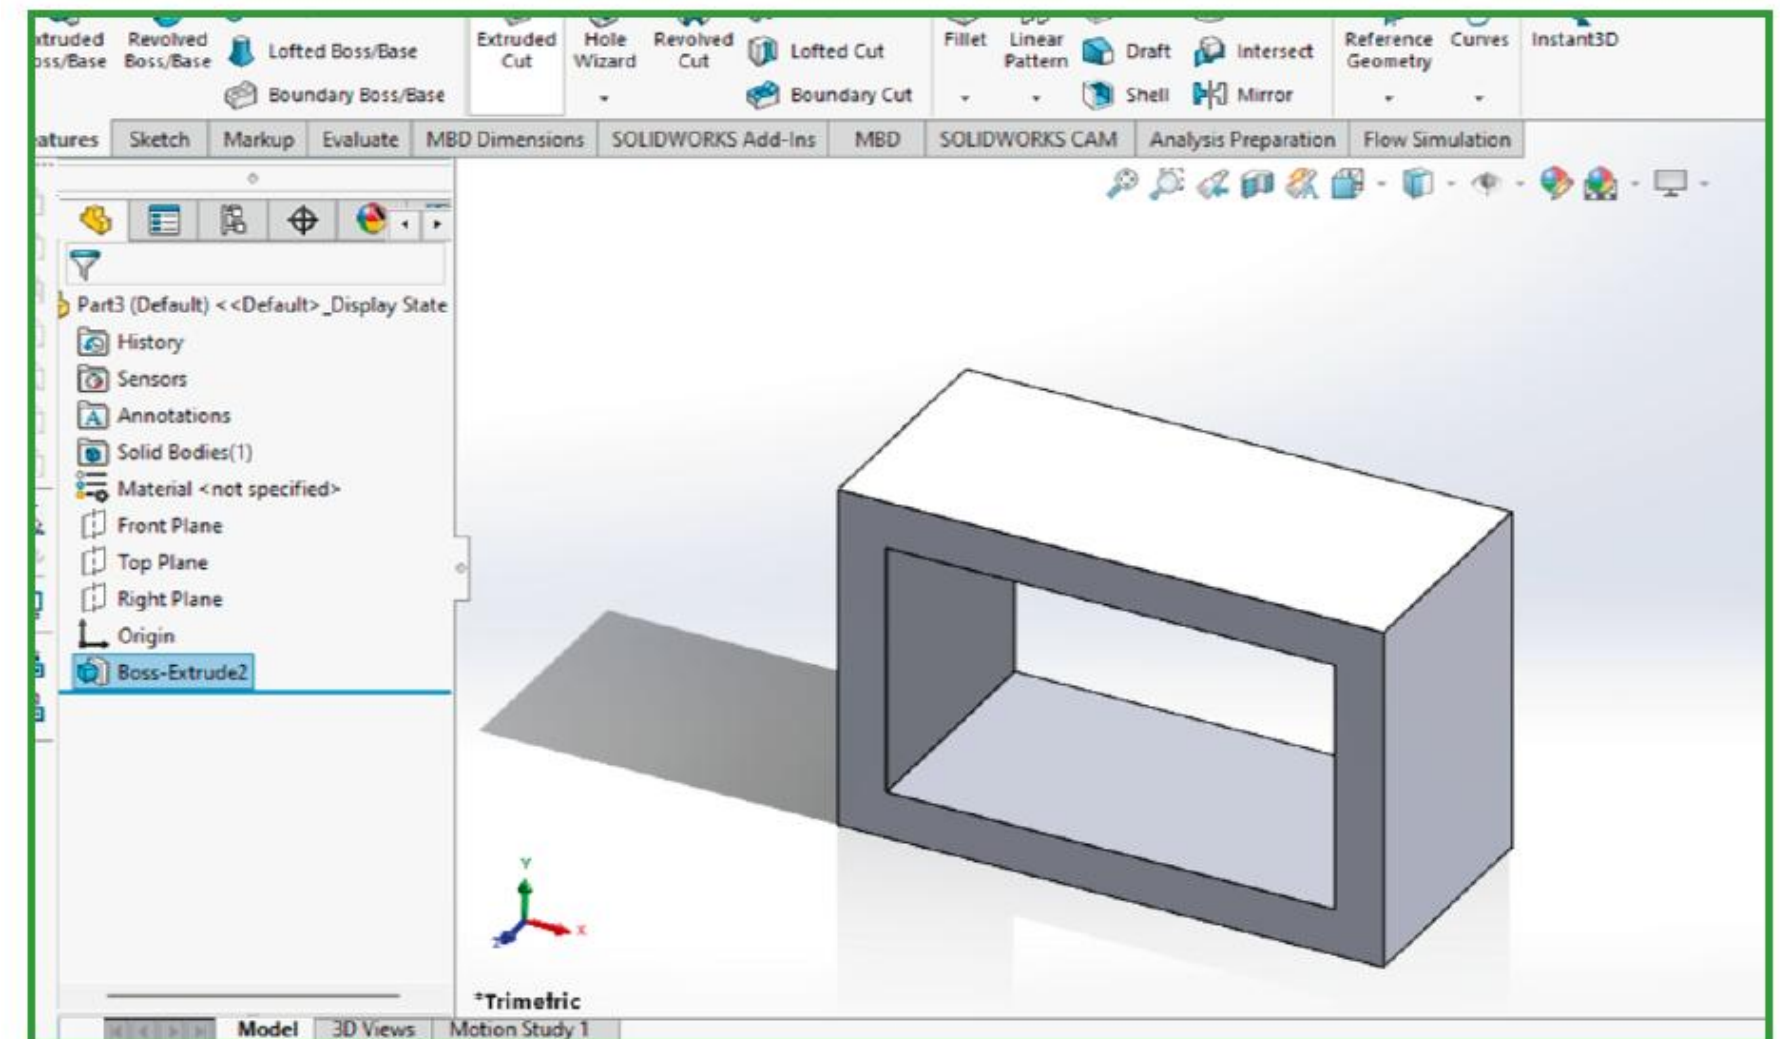 xtruded Revolved Lofted Boss/Base Extruded Hole Revolved Lofted Cut Fillet Linear Draft Intersect Reference Curves Instant3D
oss/Base Boss/Base Cut Wizard Cut Pattern Geometry
Boundary Boss/Base Boundary Cut Shell Mirror
eatures Sketch Markup Evaluate MBD Dimensions SOLIDWORKS Add-Ins MBD SOLIDWORKS CAM Analysis Preparation Flow Simulation
Part3 (Default) <<Default>_Display State
History
Sensors
A Annotations
Solid Bodies(1)
Material <not specified>
Front Plane
Top Plane
Right Plane
Origin
Boss-Extrude2
Y
X
Z
*Trimetric
Model 3D Views Motion Study 1